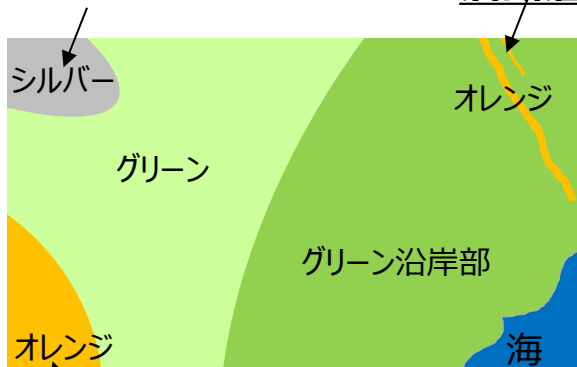 シルバー
オレンジ
グリーン
グリーン沿岸部
オレンジ
海